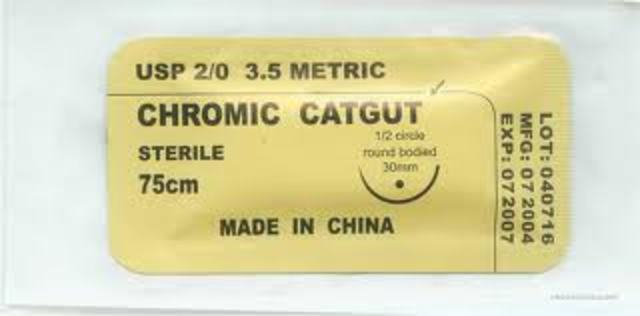 USP 2/0 3.5 METRIC
CHROMIC CATGUT
1/2 circle
round bodied
30mm
STERILE
75cm
MADE IN CHINA
LOT: 040716
MFG: 07 2004
EXP: 07 2007